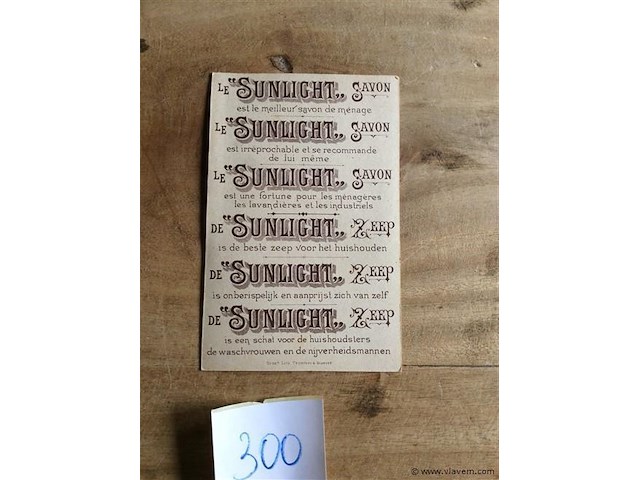 LE "SUNLIGHT„ SAVON
est le meilleur savon de ménage
LE "SUNLIGHT„ SAVON
est irréprochable et se recommande
de lui même
LE "SUNLIGHT„ SAVON
est une fortune pour les ménagères
les lavandières et les industriels
DE "SUNLIGHT„ ZEEP
is de beste zeep voor het huishouden
DE "SUNLIGHT„ ZEEP
is onberispelijk en aanprijst zich van zelf
DE "SUNLIGHT„ ZEEP
is een schat voor de huishoudsters
de waschvrouwen en de nijverheidsmannen
300
© www.vlavem.com